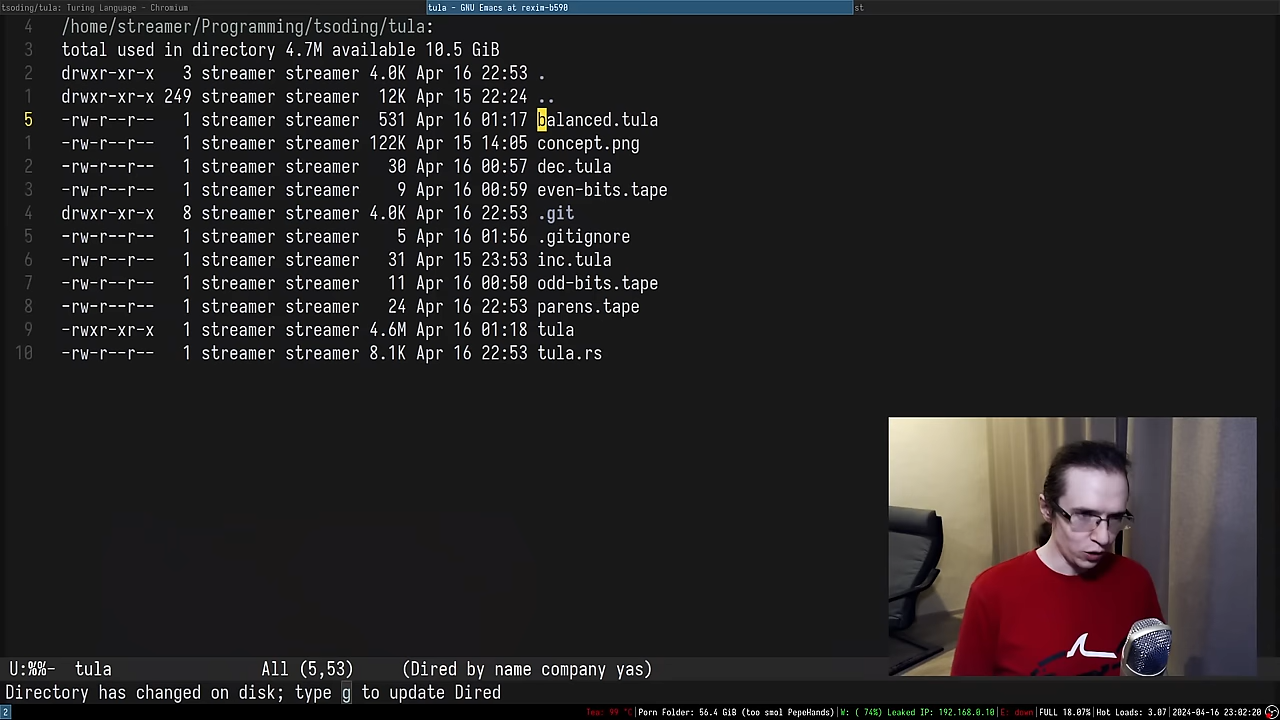 tsoding/tula: Turing Language - Chromium
tula - GNU Emacs at rexim-b590
st
4 /home/streamer/Programming/tsoding/tula:
3 total used in directory 4.7M available 10.5 GiB
2 drwxr-xr-x   3 streamer streamer 4.0K Apr 16 22:53 .
1 drwxr-xr-x 249 streamer streamer  12K Apr 15 22:24 ..
5 -rw-r--r--   1 streamer streamer  531 Apr 16 01:17 balanced.tula
1 -rw-r--r--   1 streamer streamer 122K Apr 15 14:05 concept.png
2 -rw-r--r--   1 streamer streamer   30 Apr 16 00:57 dec.tula
3 -rw-r--r--   1 streamer streamer    9 Apr 16 00:59 even-bits.tape
4 drwxr-xr-x   8 streamer streamer 4.0K Apr 16 22:53 .git
5 -rw-r--r--   1 streamer streamer    5 Apr 16 01:56 .gitignore
6 -rw-r--r--   1 streamer streamer   31 Apr 15 23:53 inc.tula
7 -rw-r--r--   1 streamer streamer   11 Apr 16 00:50 odd-bits.tape
8 -rw-r--r--   1 streamer streamer   24 Apr 16 22:53 parens.tape
9 -rwxr-xr-x   1 streamer streamer 4.6M Apr 16 01:18 tula
10 -rw-r--r--   1 streamer streamer 8.1K Apr 16 22:53 tula.rs
U:%%-  tula                All (5,53)     (Dired by name company yas)
Directory has changed on disk; type g to update Dired
2
Tea: 99 °C|Porn Folder: 56.4 GiB (too smol PepeHands)|W: ( 74%) Leaked IP: 192.168.0.10|E: down|FULL 18.07%|Hot Loads: 3.07|2024-04-16 23:02:20